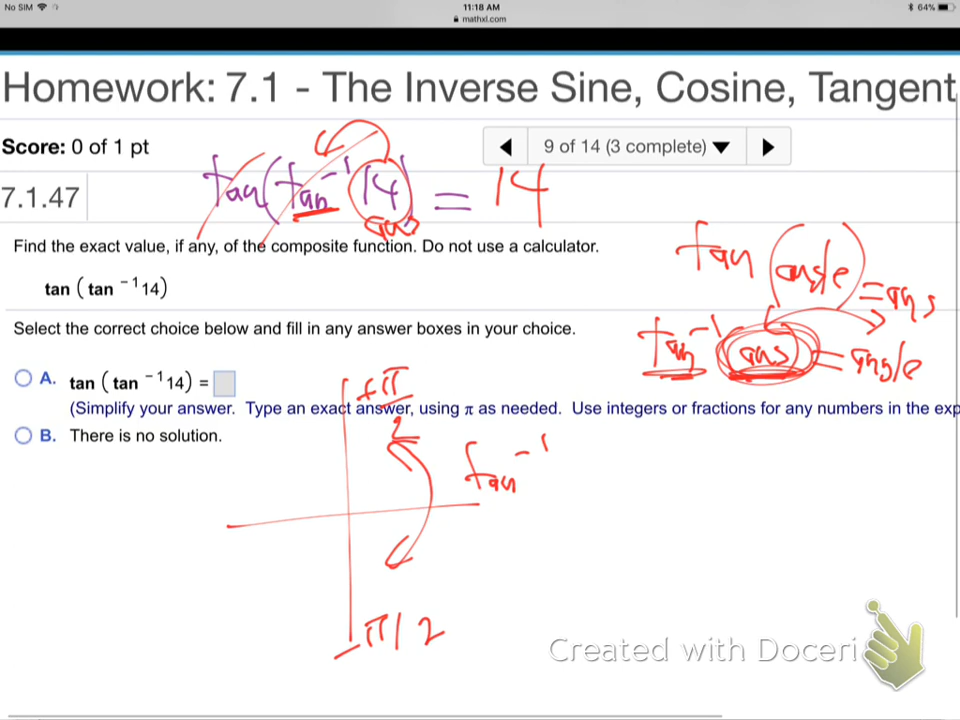 No SIM
11:18 AM
64%
mathxl.com
Homework: 7.1 - The Inverse Sine, Cosine, Tangent
Score: 0 of 1 pt
9 of 14 (3 complete)
tan(tan⁻¹(14)) = 14
ans
7.1.47
Find the exact value, if any, of the composite function. Do not use a calculator.
tan (angle) = ans
tan (tan ⁻¹14)
Select the correct choice below and fill in any answer boxes in your choice.
tan⁻¹(ans) = angle
A. tan (tan ⁻¹14) =
+π/2
(Simplify your answer. Type an exact answer, using π as needed. Use integers or fractions for any numbers in the exp
B. There is no solution.
tan⁻¹
-π/2
Created with Doceri